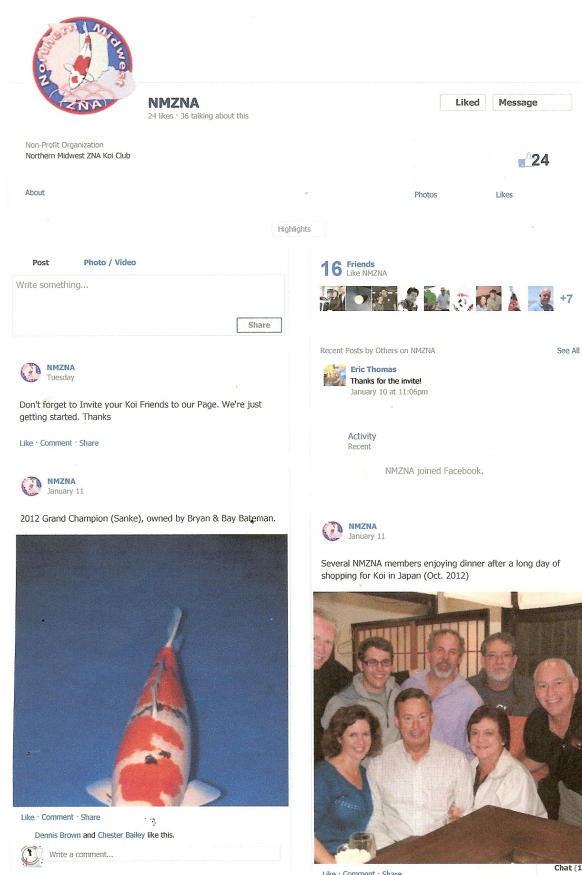 Northern Midwest
ZNA
NMZNA
24 likes · 36 talking about this
Liked
Message
Non-Profit Organization
Northern Midwest ZNA Koi Club
24
About
Photos
Likes
Highlights
Post
Photo / Video
Write something...
Share
NMZNA
Tuesday
Don't forget to Invite your Koi Friends to our Page. We're just
getting started. Thanks
Like · Comment · Share
NMZNA
January 11
2012 Grand Champion (Sanke), owned by Bryan & Bay Bateman.
Like · Comment · Share
Dennis Brown and Chester Bailey like this.
Write a comment...
16
Friends
Like NMZNA
+7
Recent Posts by Others on NMZNA
See All
Eric Thomas
Thanks for the invite!
January 10 at 11:06pm
Activity
Recent
NMZNA joined Facebook.
NMZNA
January 11
Several NMZNA members enjoying dinner after a long day of
shopping for Koi in Japan (Oct. 2012)
Like · Comment · Share
Chat (1